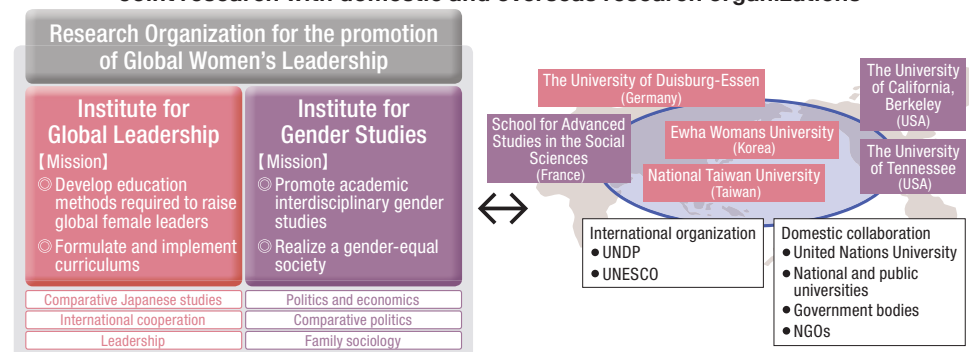 Joint research with domestic and overseas research organizations
Research Organization for the promotion
of Global Women's Leadership
Institute for
Global Leadership
【Mission】
◎ Develop education
methods required to raise
global female leaders
◎ Formulate and implement
curriculums
Comparative Japanese studies
International cooperation
Leadership
Institute for
Gender Studies
【Mission】
◎ Promote academic
interdisciplinary gender
studies
◎ Realize a gender-equal
society
Politics and economics
Comparative politics
Family sociology
The University of Duisburg-Essen
(Germany)
School for Advanced
Studies in the Social
Sciences
(France)
Ewha Womans University
(Korea)
National Taiwan University
(Taiwan)
The University
of California,
Berkeley
(USA)
The University
of Tennessee
(USA)
International organization
● UNDP
● UNESCO
Domestic collaboration
● United Nations University
● National and public
universities
● Government bodies
● NGOs